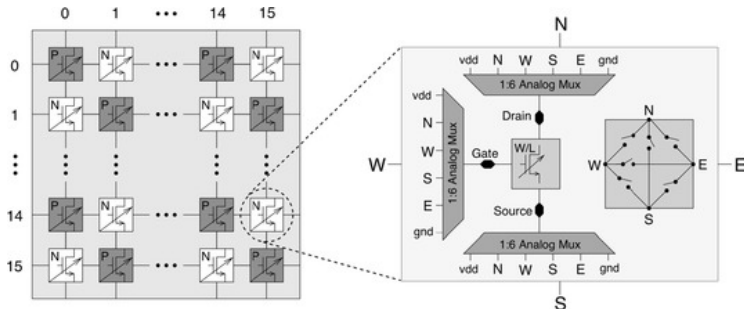 0 1 ••• 14 15
0 P N ••• P N
1 N P ••• N P
14 P N ••• P N
15 N P ••• N P
N
vdd N W S E gnd
1:6 Analog Mux
Drain
vdd
N
W
S
E
gnd
1:6 Analog Mux
Gate
W/L
Source
1:6 Analog Mux
vdd N W S E gnd
W
N
W E
S
E
S